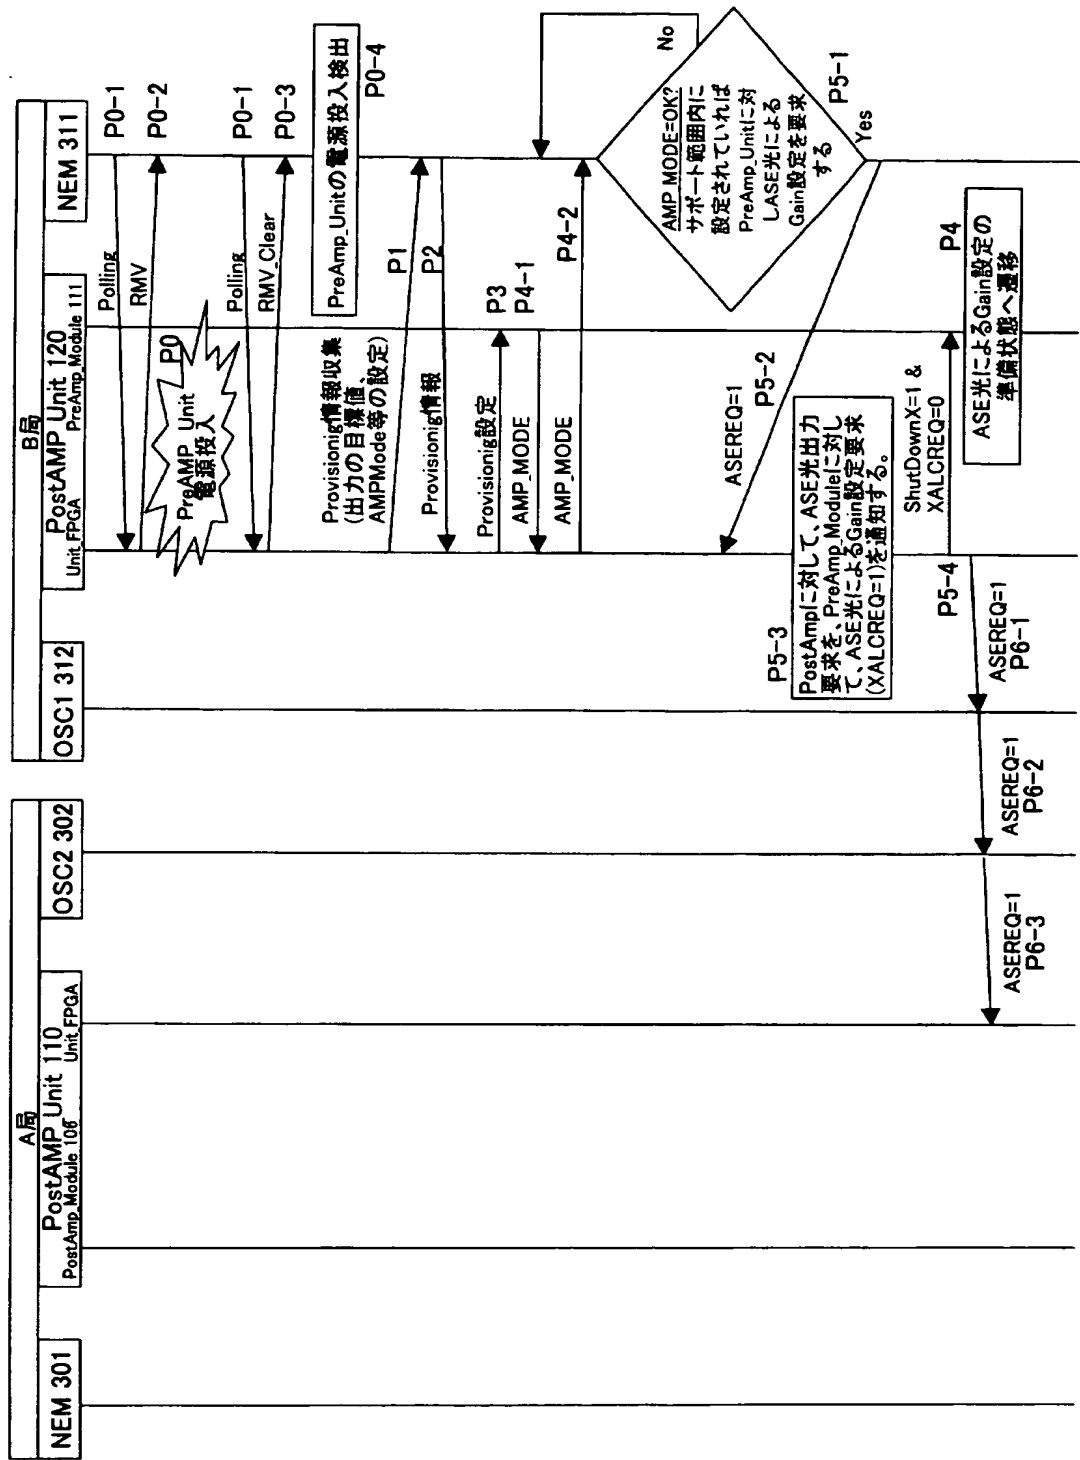 A局
B局
NEM 301
PostAMP Unit 110
PostAmp_Module 106
Unit_FPGA
OSC2 302
OSC1 312
PostAMP Unit 120
Unit_FPGA
PreAmp_Module 111
NEM 311
Polling
P0-1
RMV
P0-2
P0
PreAMP Unit
電源投入
Polling
P0-1
RMV_Clear
P0-3
PreAmp_Unitの電源投入検出
P0-4
Provisionig情報収集
(出力の目標値、
AMPMode等の設定)
P1
Provisionig情報
P2
Provisionig設定
P3
AMP_MODE
P4-1
AMP_MODE
P4-2
No
AMP MODE=OK?
サポート範囲内に
設定されていれば
PreAmp_Unitに対
しASE光による
Gain設定を要求
する
P5-1
Yes
ASEREQ=1
P5-2
P5-3
PostAmpに対して、ASE光出力
要求を、PreAmp_Moduleに対し
て、ASE光によるGain設定要求
(XALCREQ=1)を通知する。
ShutDownX=1 &
XALCREQ=0
P5-4
P4
ASE光によるGain設定の
準備状態へ遷移
ASEREQ=1
P6-1
ASEREQ=1
P6-2
ASEREQ=1
P6-3